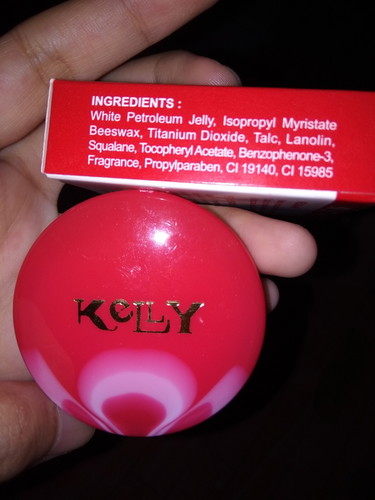 INGREDIENTS :
White Petroleum Jelly, Isopropyl Myristate
Beeswax, Titanium Dioxide, Talc, Lanolin,
Squalane, Tocopheryl Acetate, Benzophenone-3,
Fragrance, Propylparaben, CI 19140, CI 15985
KeLLY